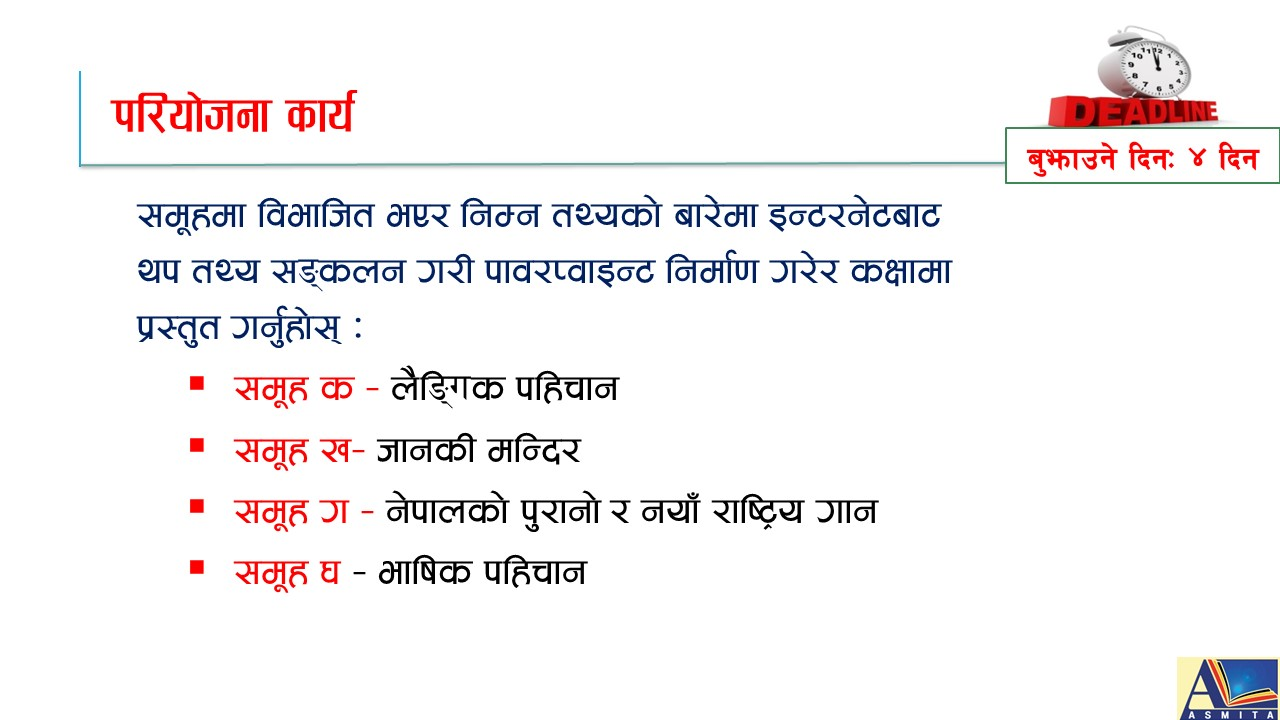 DEADLINE
परियोजना कार्य
बुझाउने दिनः ४ दिन
समूहमा विभाजित भएर निम्न तथ्यको बारेमा इन्टरनेटबाट
थप तथ्य सङ्कलन गरी पावरप्वाइन्ट निर्माण गरेर कक्षामा
प्रस्तुत गर्नुहोस् :
▪ समूह क - लैङ्गिक पहिचान
▪ समूह ख- जानकी मन्दिर
▪ समूह ग - नेपालको पुरानो र नयाँ राष्ट्रिय गान
▪ समूह घ - भाषिक पहिचान
ASMITA